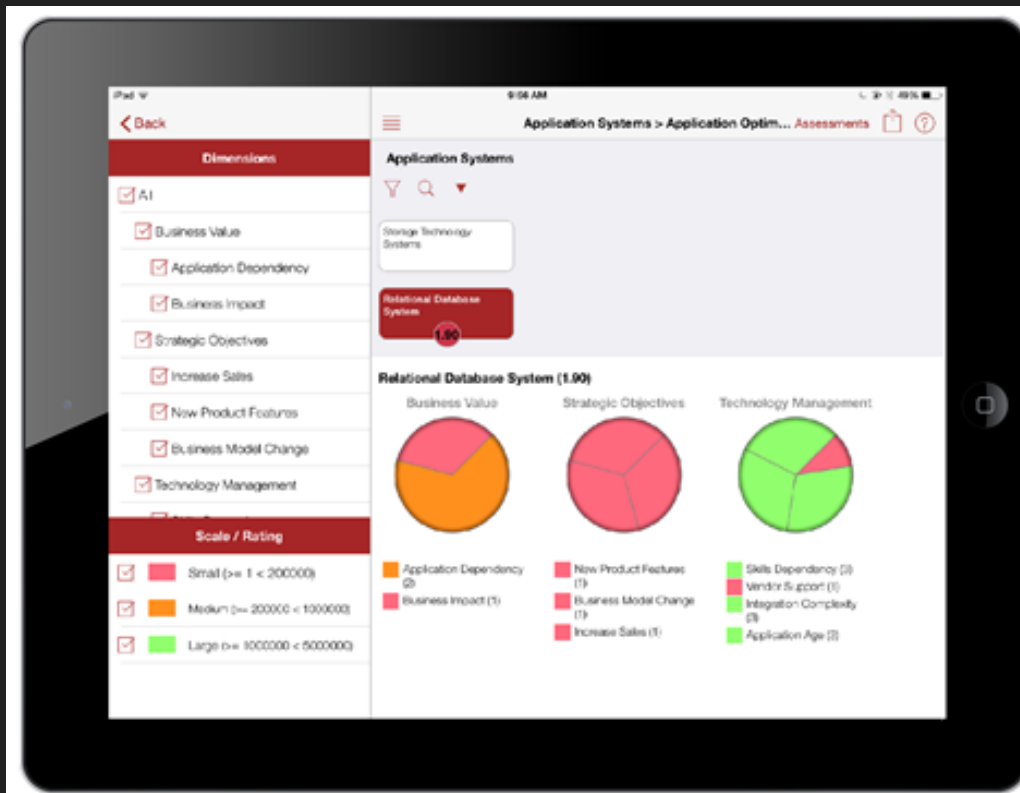 iPad
9:06 AM
49%
Back
Application Systems > Application Optim...
Assessments
?
Dimensions
All
Business Value
Application Dependency
Business Impact
Strategic Objectives
Increase Sales
New Product Features
Business Model Change
Technology Management
Scale / Rating
Small (>= 1 < 200000)
Medium (>= 200000 < 1000000)
Large (>= 1000000 < 5000000)
Application Systems
Storage Technology
Systems
Relational Database
System
1.90
Relational Database System (1.90)
Business Value
Strategic Objectives
Technology Management
Application Dependency
(2)
Business Impact (1)
New Product Features
(1)
Business Model Change
(1)
Increase Sales (1)
Skills Dependency (3)
Vendor Support (1)
Integration Complexity
(3)
Application Age (3)